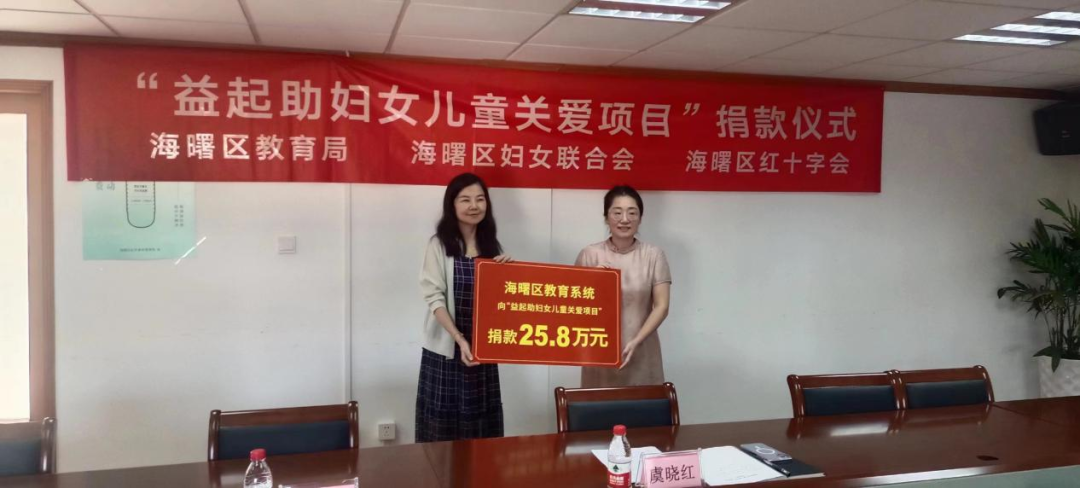 “益起助妇女儿童关爱项目”捐款仪式
海曙区教育局 海曙区妇女联合会 海曙区红十字会
海曙区教育系统
向“益起助妇女儿童关爱项目”
捐款25.8万元
虞晓红